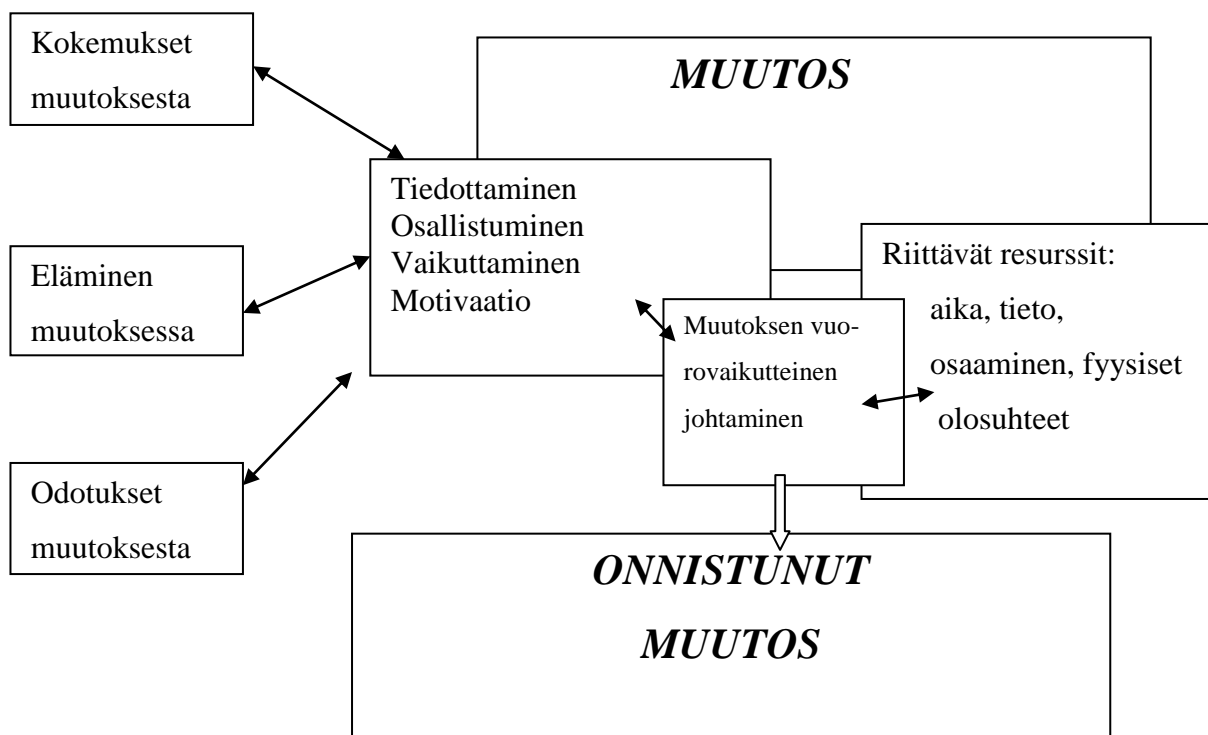 Kokemukset
muutoksesta
MUUTOS
Tiedottaminen
Osallistuminen
Vaikuttaminen
Motivaatio
Eläminen
muutoksessa
Riittävät resurssit:
aika, tieto,
osaaminen, fyysiset
olosuhteet
Muutoksen vuo-
rovaikutteinen
johtaminen
Odotukset
muutoksesta
ONNISTUNUT
MUUTOS